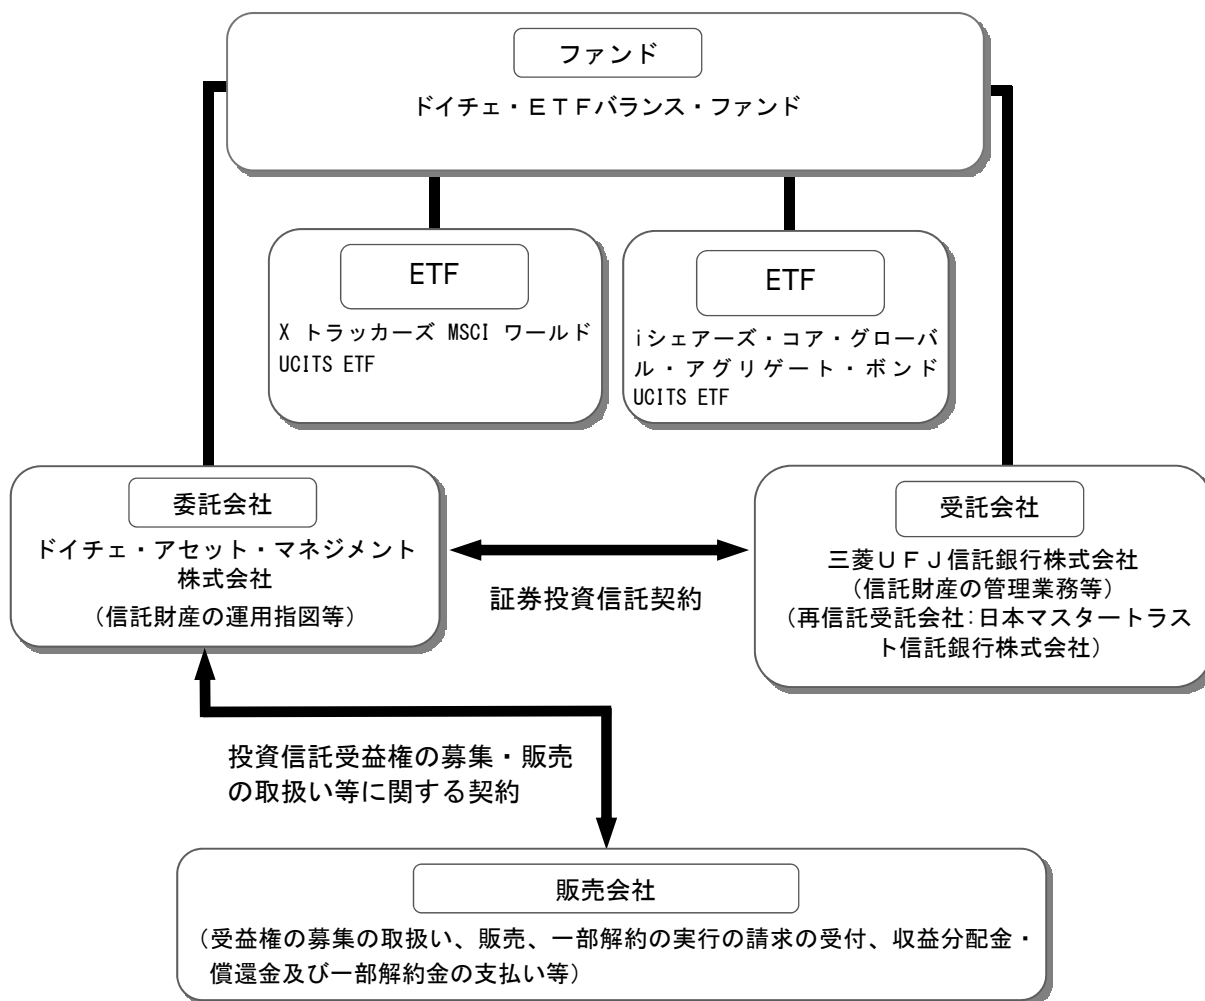 ファンド
ドイチェ・ＥＴＦバランス・ファンド
ETF
X トラッカーズ MSCI ワールド
UCITS ETF
ETF
iシェアーズ・コア・グローバ
ル・アグリゲート・ボンド
UCITS ETF
委託会社
ドイチェ・アセット・マネジメント
株式会社
（信託財産の運用指図等）
証券投資信託契約
受託会社
三菱ＵＦＪ信託銀行株式会社
（信託財産の管理業務等）
（再信託受託会社：日本マスタートラス
ト信託銀行株式会社）
投資信託受益権の募集・販売
の取扱い等に関する契約
販売会社
（受益権の募集の取扱い、販売、一部解約の実行の請求の受付、収益分配金・
償還金及び一部解約金の支払い等）